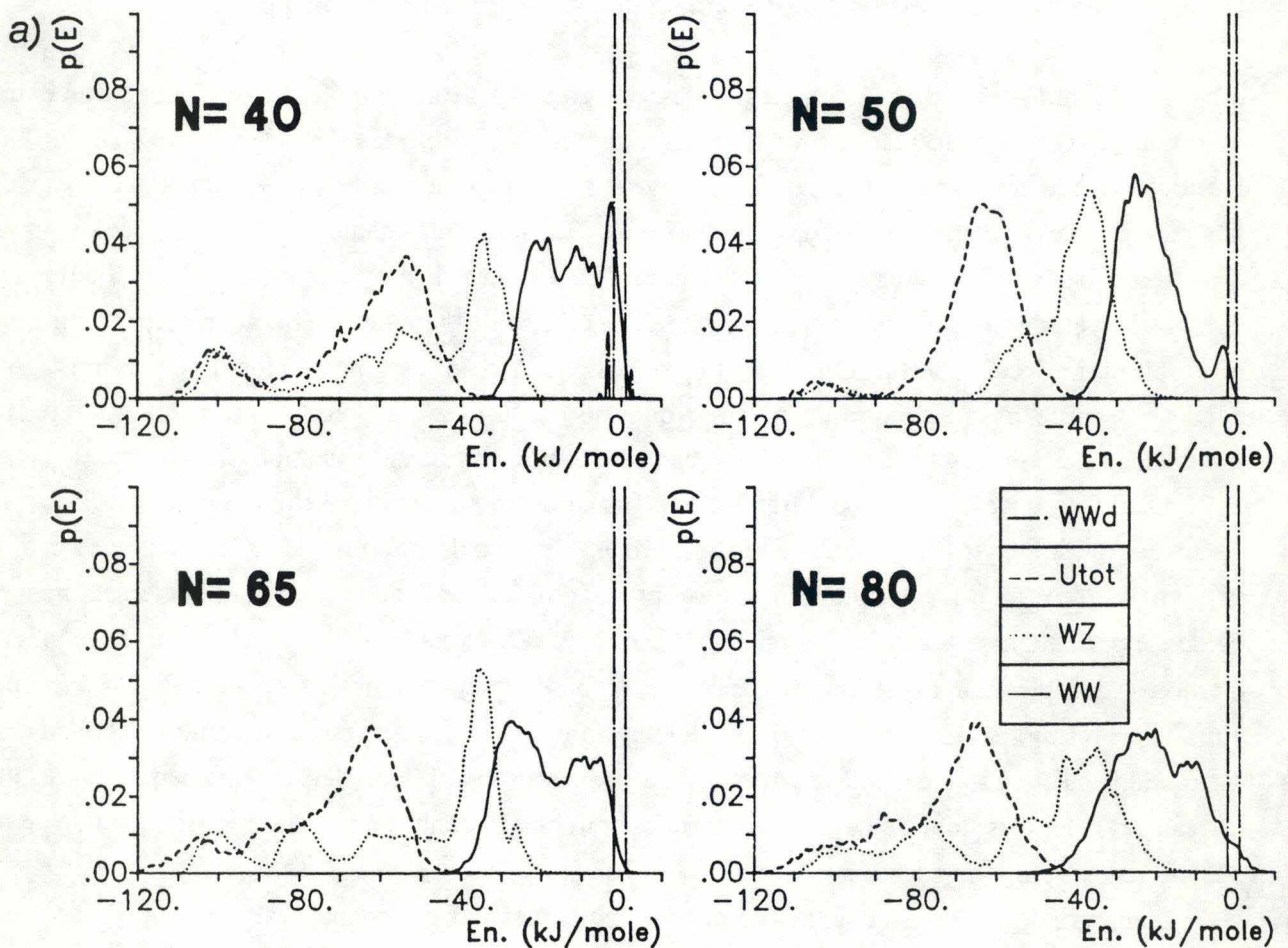 a)
p(E)
.08
.06
.04
.02
.00
N= 40
-120. -80. -40. 0.
En. (kJ/mole)
p(E)
.08
.06
.04
.02
.00
N= 50
-120. -80. -40. 0.
En. (kJ/mole)
p(E)
.08
.06
.04
.02
.00
N= 65
-120. -80. -40. 0.
En. (kJ/mole)
p(E)
.08
.06
.04
.02
.00
N= 80
WWd
Utot
WZ
WW
-120. -80. -40. 0.
En. (kJ/mole)